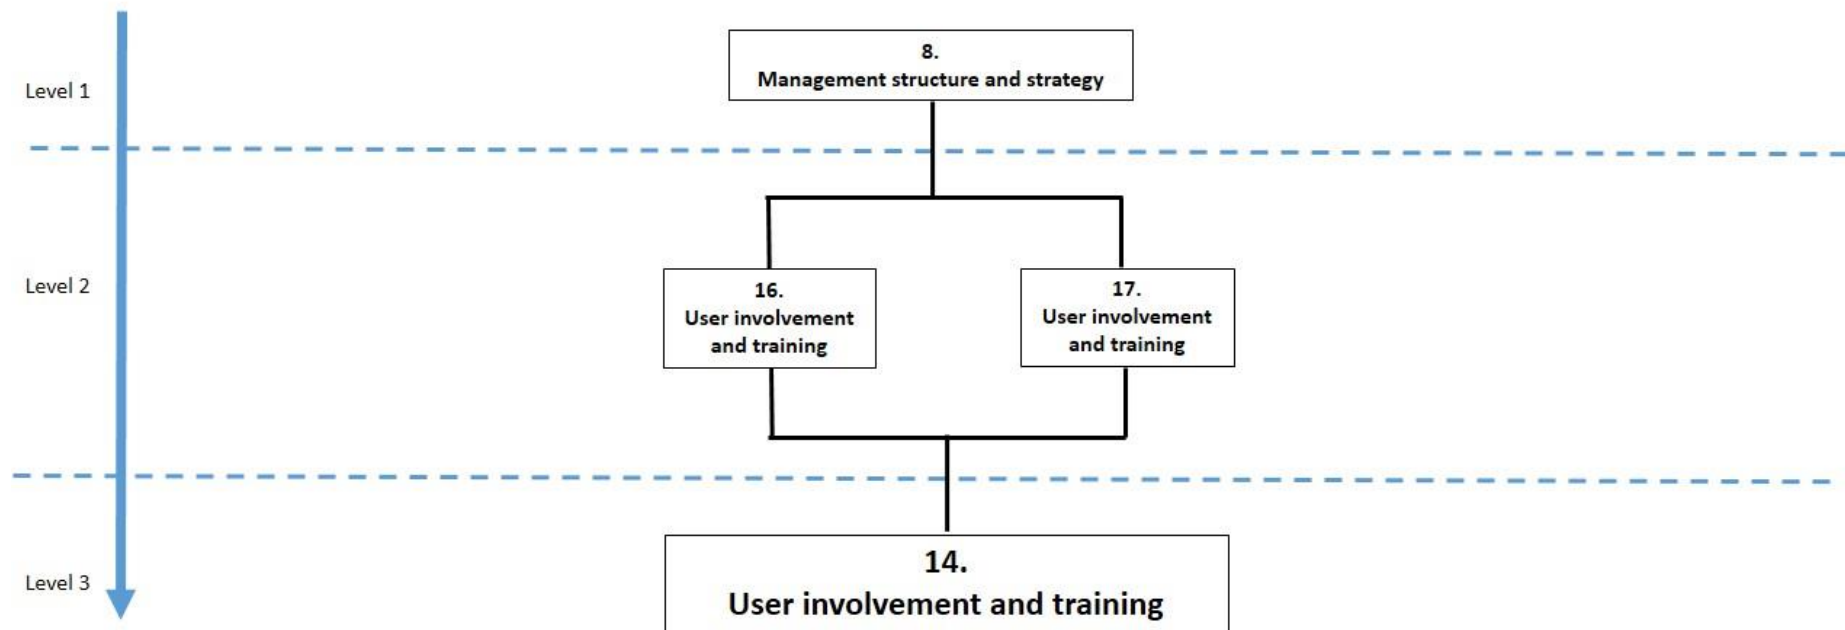 8.
Management structure and strategy
Level 1
Level 2
16.
User involvement
and training
17.
User involvement
and training
14.
User involvement and training
Level 3